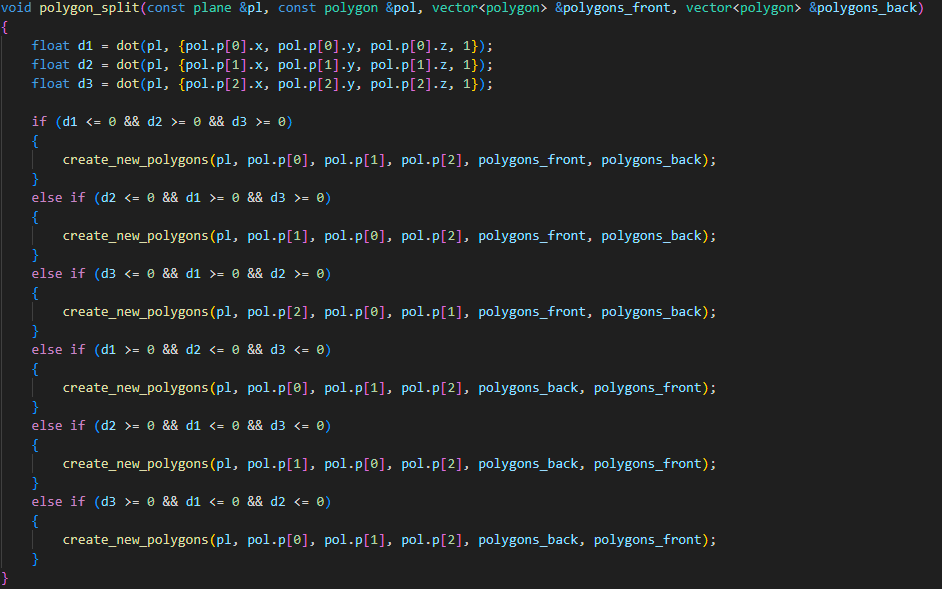 void polygon_split(const plane &pl, const polygon &pol, vector<polygon> &polygons_front, vector<polygon> &polygons_back)
{
    float d1 = dot(pl, {pol.p[0].x, pol.p[0].y, pol.p[0].z, 1});
    float d2 = dot(pl, {pol.p[1].x, pol.p[1].y, pol.p[1].z, 1});
    float d3 = dot(pl, {pol.p[2].x, pol.p[2].y, pol.p[2].z, 1});

    if (d1 <= 0 && d2 >= 0 && d3 >= 0)
    {
        create_new_polygons(pl, pol.p[0], pol.p[1], pol.p[2], polygons_front, polygons_back);
    }
    else if (d2 <= 0 && d1 >= 0 && d3 >= 0)
    {
        create_new_polygons(pl, pol.p[1], pol.p[0], pol.p[2], polygons_front, polygons_back);
    }
    else if (d3 <= 0 && d1 >= 0 && d2 >= 0)
    {
        create_new_polygons(pl, pol.p[2], pol.p[0], pol.p[1], polygons_front, polygons_back);
    }
    else if (d1 >= 0 && d2 <= 0 && d3 <= 0)
    {
        create_new_polygons(pl, pol.p[0], pol.p[1], pol.p[2], polygons_back, polygons_front);
    }
    else if (d2 >= 0 && d1 <= 0 && d3 <= 0)
    {
        create_new_polygons(pl, pol.p[1], pol.p[0], pol.p[2], polygons_back, polygons_front);
    }
    else if (d3 >= 0 && d1 <= 0 && d2 <= 0)
    {
        create_new_polygons(pl, pol.p[0], pol.p[1], pol.p[2], polygons_back, polygons_front);
    }
}